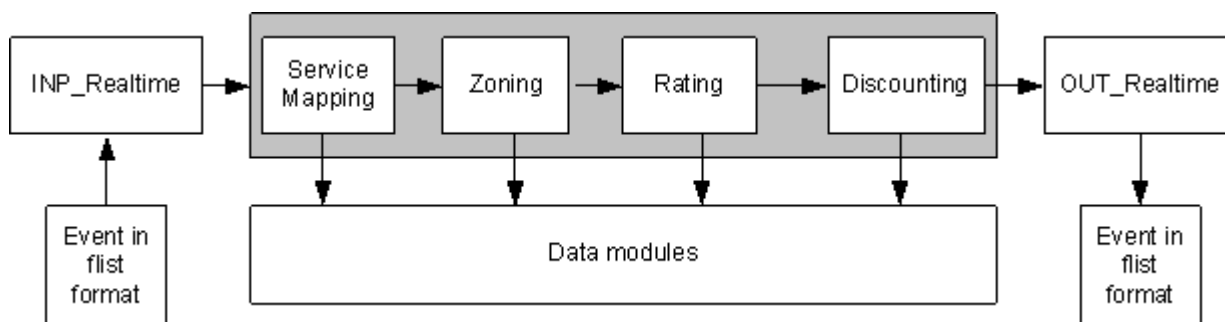 INP_Realtime
Service
Mapping
Zoning
Rating
Discounting
OUT_Realtime
Event in
flist
format
Data modules
Event in
flist
format